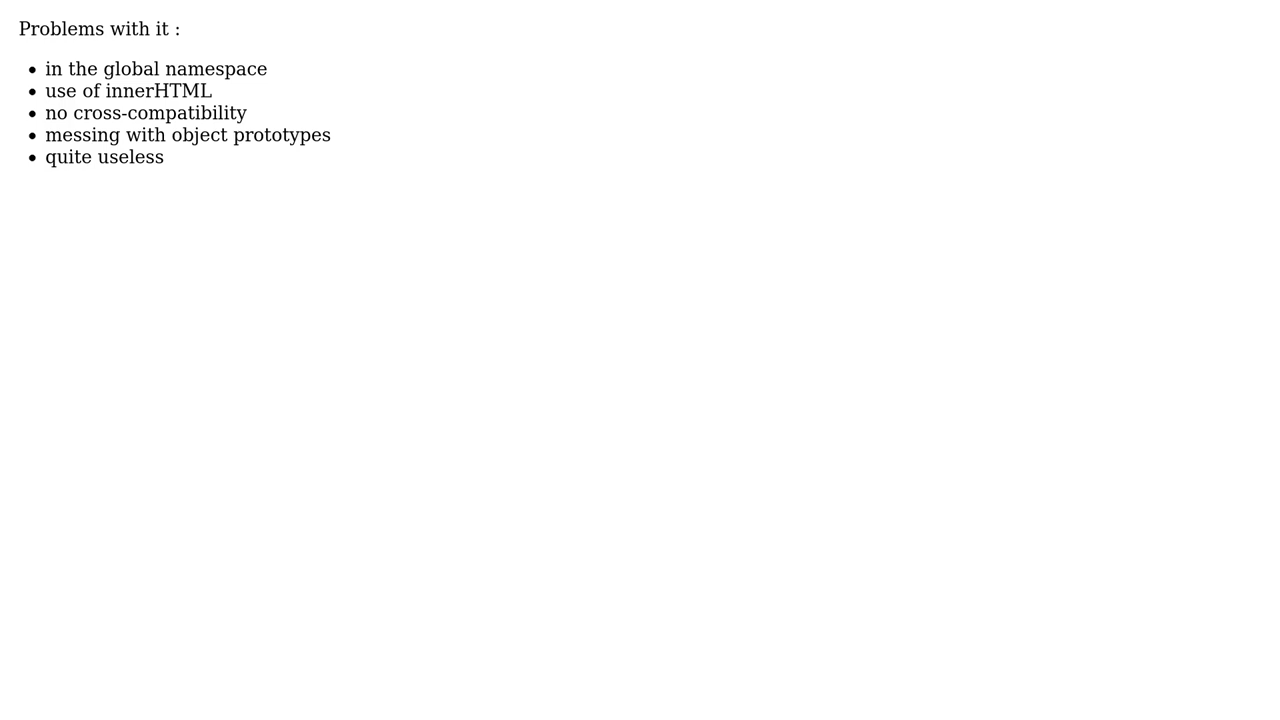 Problems with it :
• in the global namespace
• use of innerHTML
• no cross-compatibility
• messing with object prototypes
• quite useless